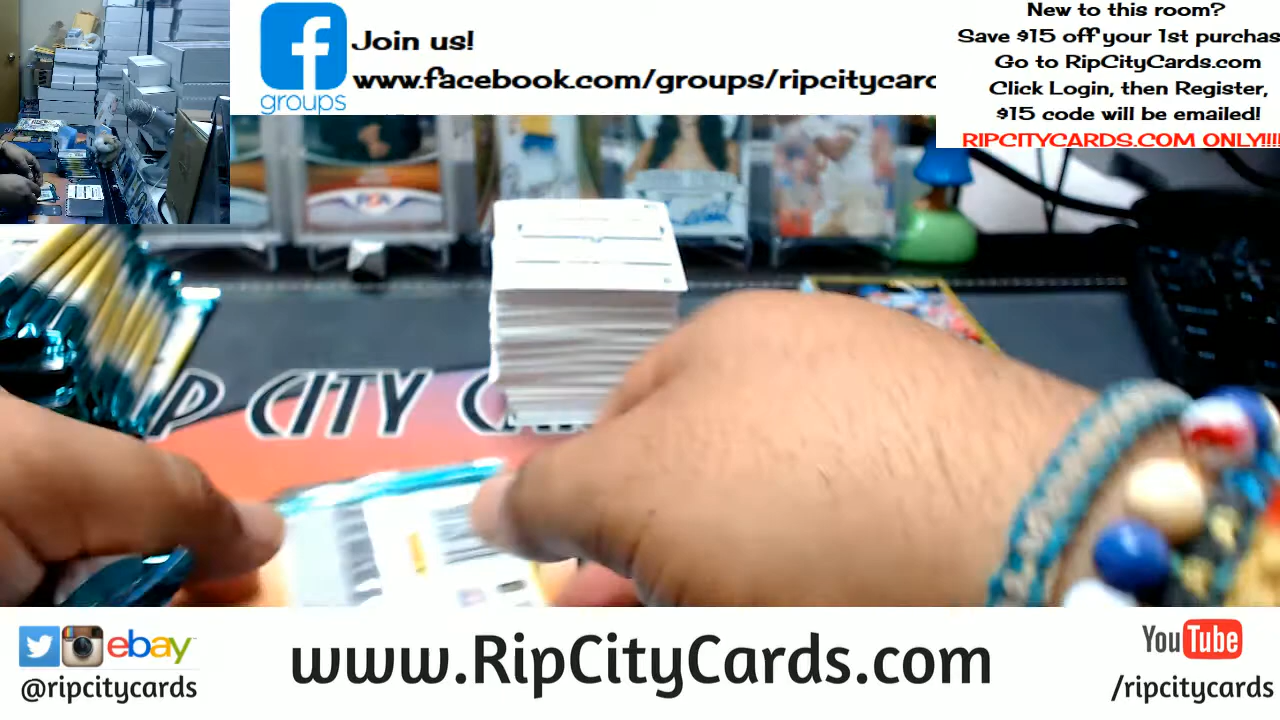 groups
Join us!
www.facebook.com/groups/ripcitycarc
New to this room?
Save $15 off your 1st purchas
Go to RipCityCards.com
Click Login, then Register,
$15 code will be emailed!
RIPCITYCARDS.COM ONLY!!!!
IP CITY CA
ebay
@ripcitycards
www.RipCityCards.com
YouTube
/ripcitycards